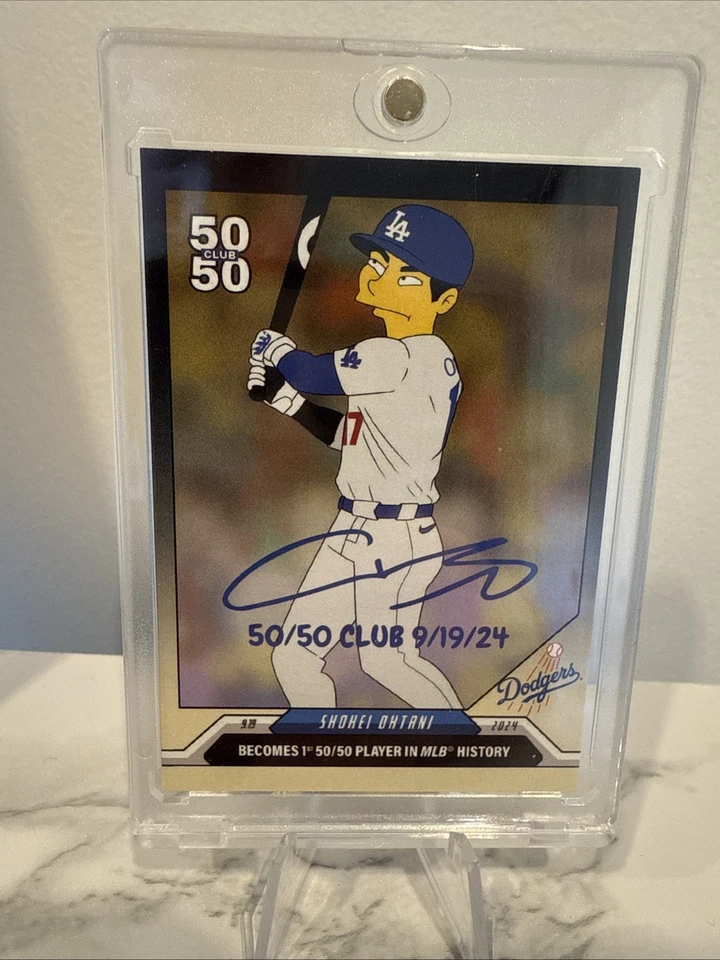 50
CLUB
50
LA
LA
O
17
1
50/50 CLUB 9/19/24
Dodgers
9.19
SHOHEI OHTANI
2024
BECOMES 1st 50/50 PLAYER IN MLB® HISTORY